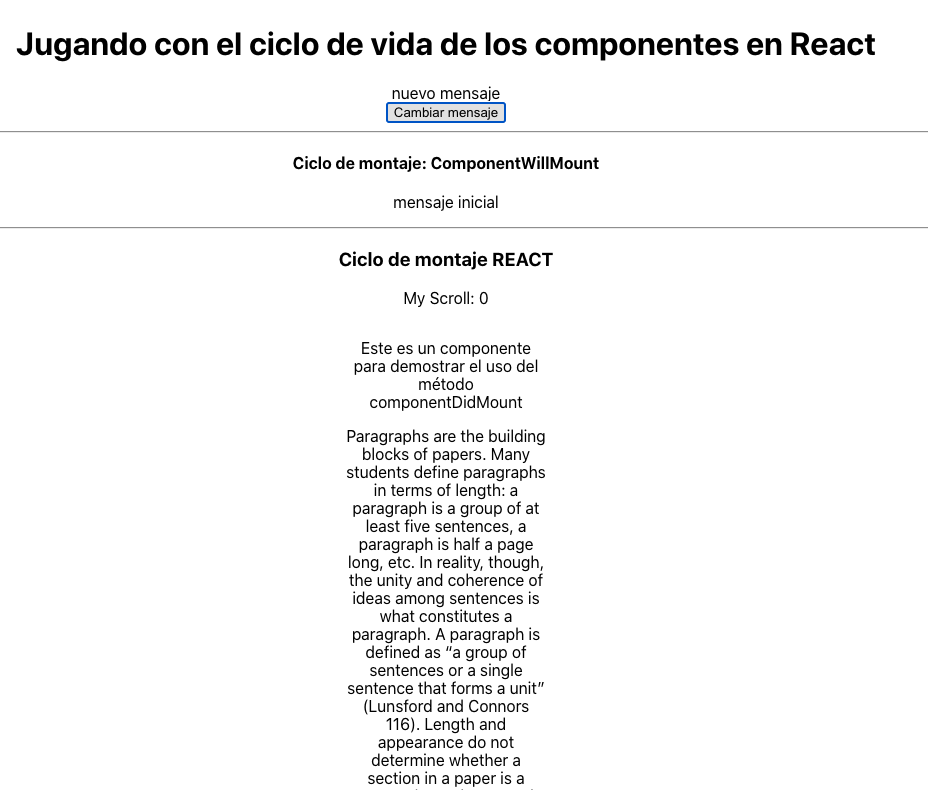 Jugando con el ciclo de vida de los componentes en React
nuevo mensaje
Cambiar mensaje
Ciclo de montaje: ComponentWillMount
mensaje inicial
Ciclo de montaje REACT
My Scroll: 0
Este es un componente
para demostrar el uso del
método
componentDidMount
Paragraphs are the building
blocks of papers. Many
students define paragraphs
in terms of length: a
paragraph is a group of at
least five sentences, a
paragraph is half a page
long, etc. In reality, though,
the unity and coherence of
ideas among sentences is
what constitutes a
paragraph. A paragraph is
defined as “a group of
sentences or a single
sentence that forms a unit”
(Lunsford and Connors
116). Length and
appearance do not
determine whether a
section in a paper is a